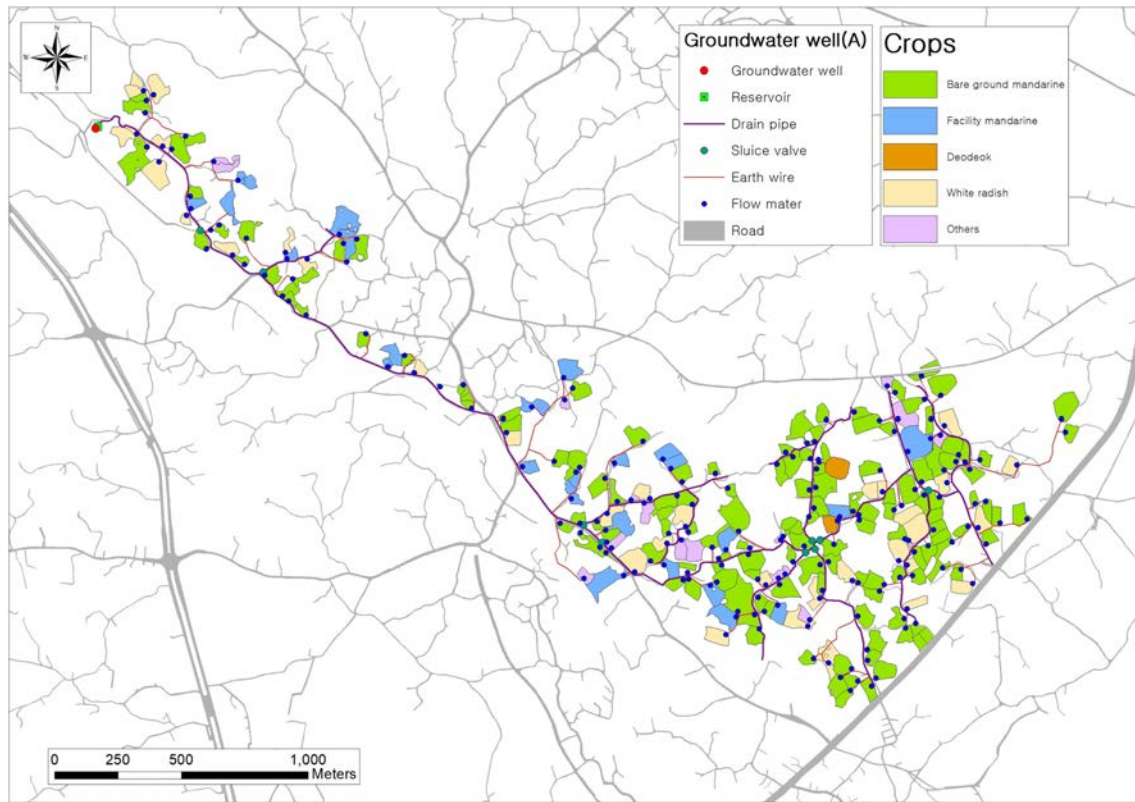 N
W
E
S
Groundwater well(A)
Groundwater well
Reservoir
Drain pipe
Sluice valve
Earth wire
Flow mater
Road
Crops
Bare ground mandarine
Facility mandarine
Deodeok
White radish
Others
0 250 500 1,000
Meters